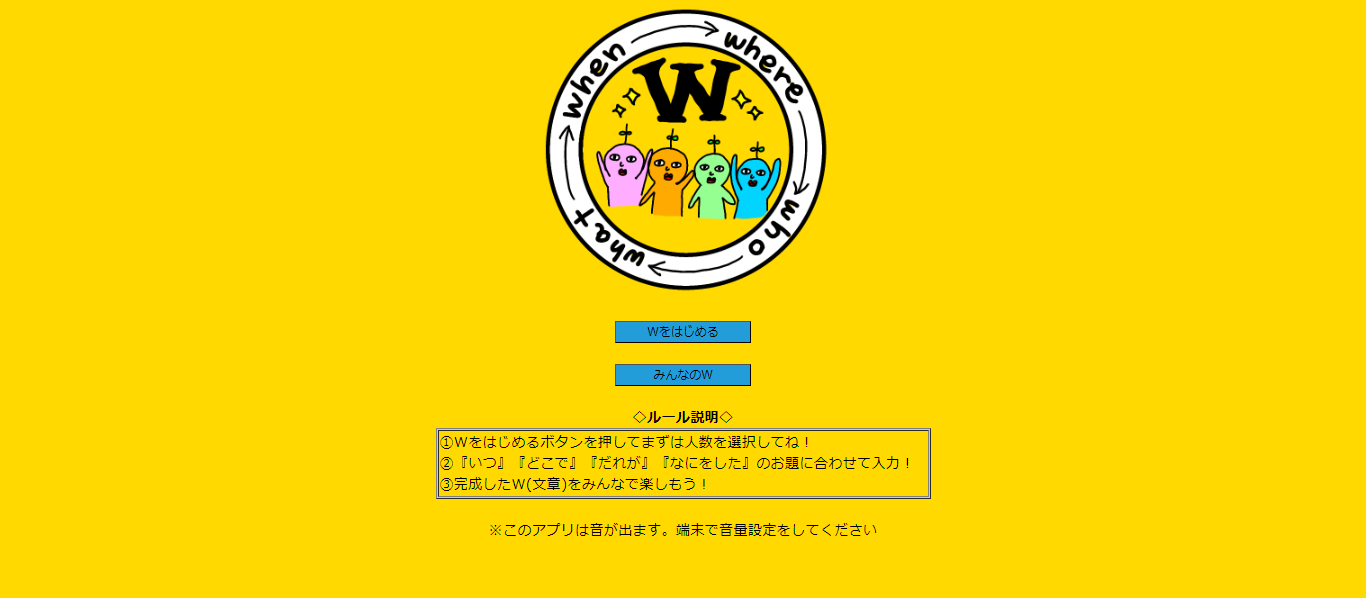 when
where
W
who
what
Wをはじめる
みんなのW
◇ルール説明◇
①Wをはじめるボタンを押してまずは人数を選択してね！
②『いつ』『どこで』『だれが』『なにをした』のお題に合わせて入力！
③完成したW(文章)をみんなで楽しもう！
※このアプリは音が出ます。端末で音量設定をしてください